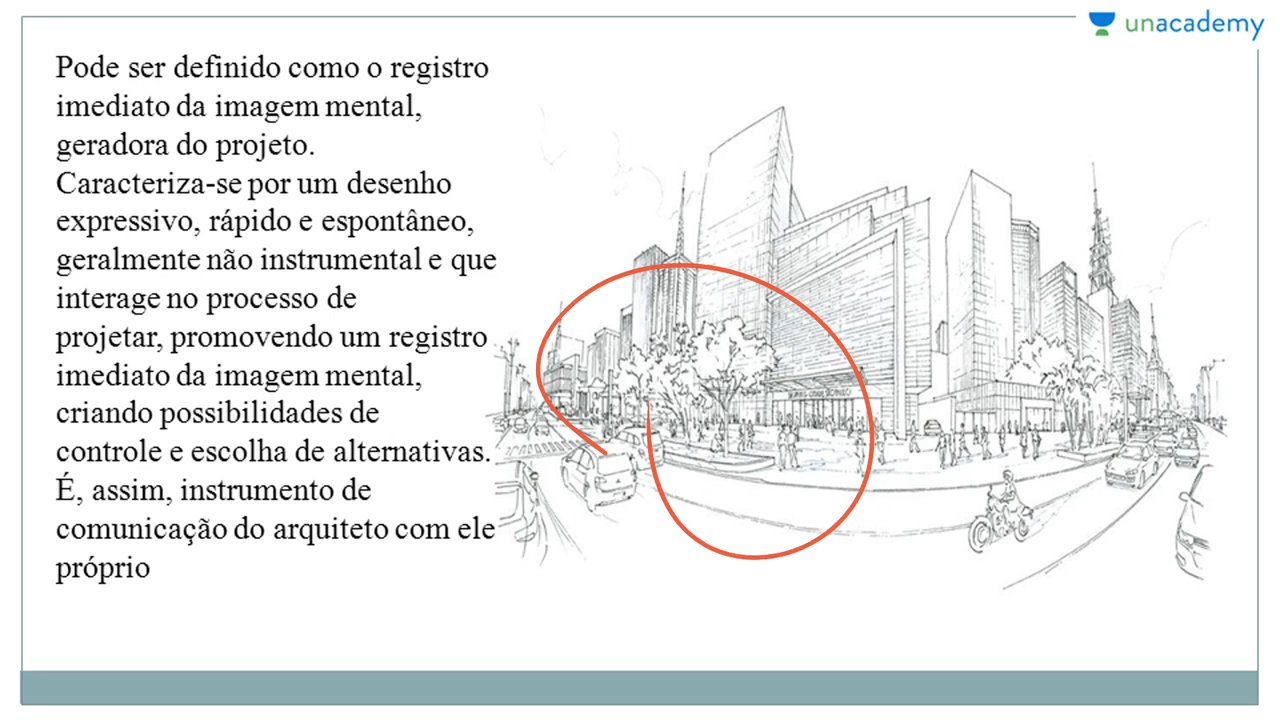 unacademy
Pode ser definido como o registro
imediato da imagem mental,
geradora do projeto.
Caracteriza-se por um desenho
expressivo, rápido e espontâneo,
geralmente não instrumental e que
interage no processo de
projetar, promovendo um registro
imediato da imagem mental,
criando possibilidades de
controle e escolha de alternativas.
É, assim, instrumento de
comunicação do arquiteto com ele
próprio